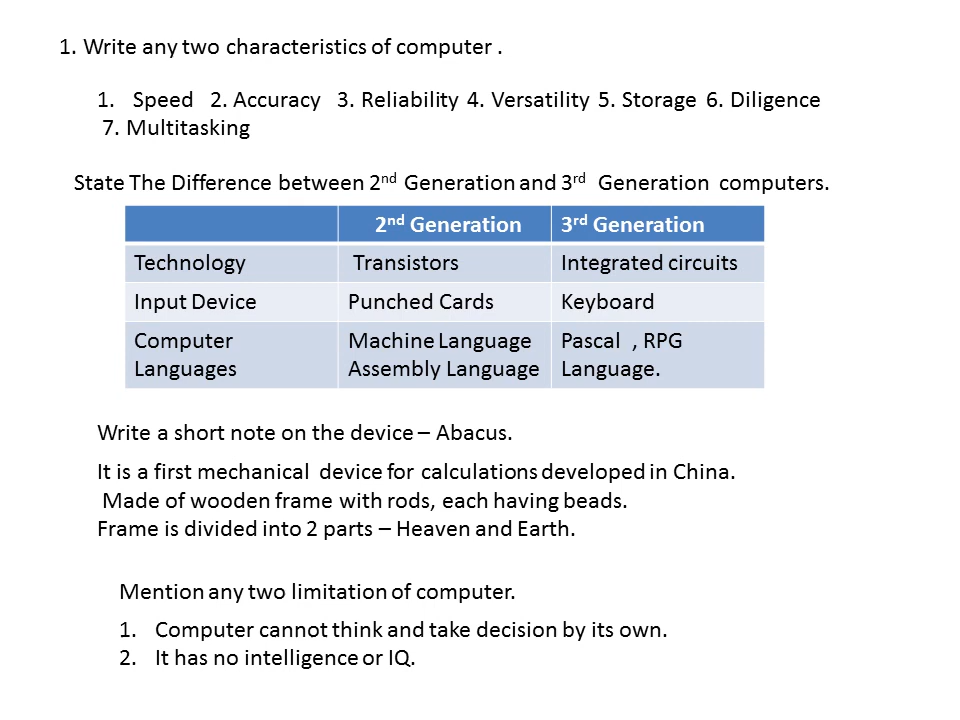 1. Write any two characteristics of computer .
1. Speed 2. Accuracy 3. Reliability 4. Versatility 5. Storage 6. Diligence
7. Multitasking
State The Difference between 2nd Generation and 3rd Generation computers.
2nd Generation 3rd Generation
Technology Transistors Integrated circuits
Input Device Punched Cards Keyboard
Computer Machine Language Pascal , RPG
Languages Assembly Language Language.
Write a short note on the device – Abacus.
It is a first mechanical device for calculations developed in China.
Made of wooden frame with rods, each having beads.
Frame is divided into 2 parts – Heaven and Earth.
Mention any two limitation of computer.
1. Computer cannot think and take decision by its own.
2. It has no intelligence or IQ.